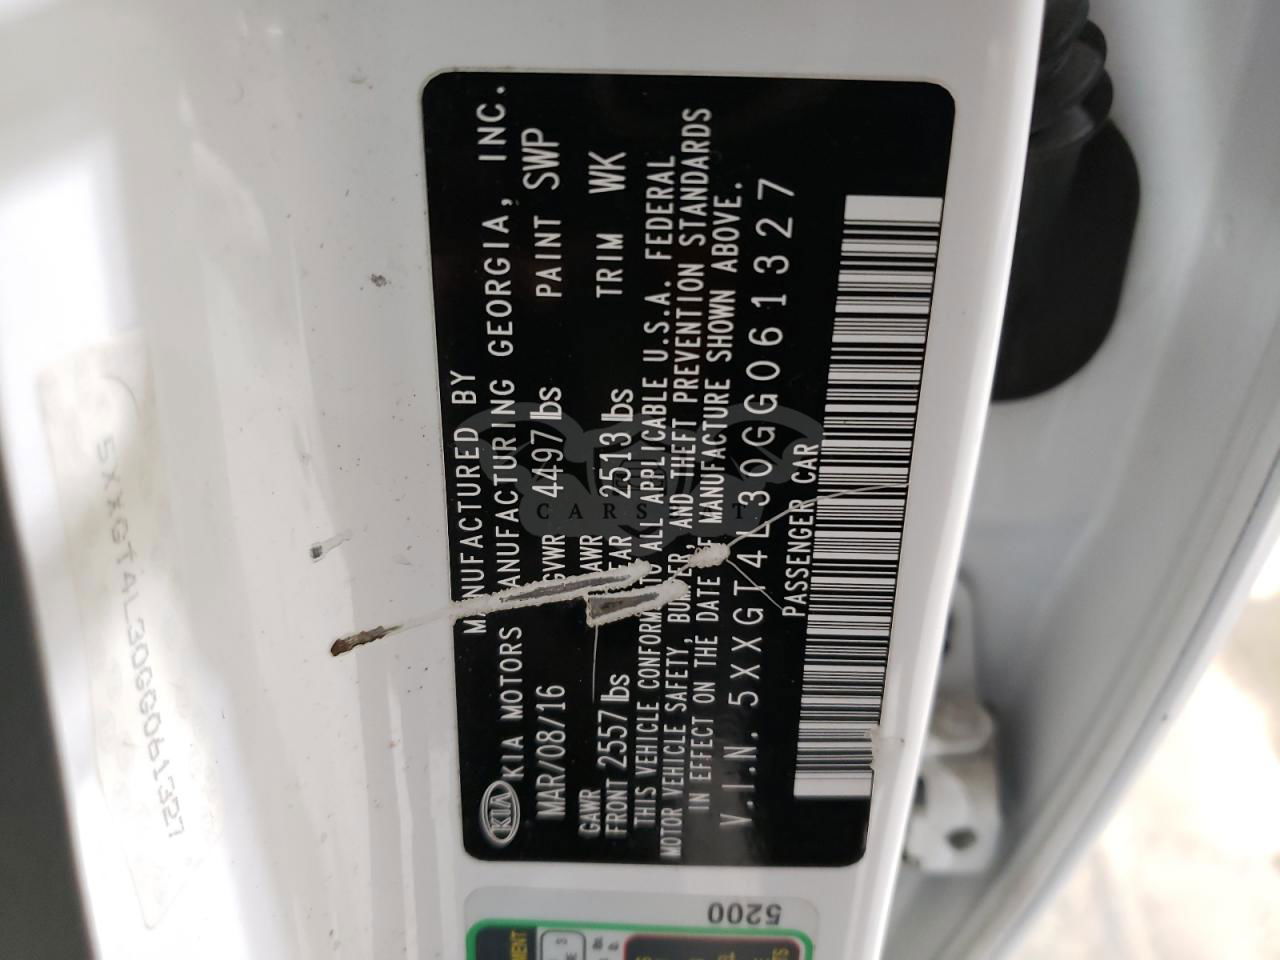 MANUFACTURED BY
KIA MOTORS MANUFACTURING GEORGIA, INC.
MAR/08/16 GVWR 4497 lbs PAINT SWP
GAWR GAWR
FRONT 2557 lbs REAR 2513 lbs TRIM WK
THIS VEHICLE CONFORMS TO ALL APPLICABLE U.S.A. FEDERAL
MOTOR VEHICLE SAFETY, BUMPER, AND THEFT PREVENTION STANDARDS
IN EFFECT ON THE DATE OF MANUFACTURE SHOWN ABOVE.
V.I.N. 5XXGT4L30GG061327
PASSENGER CAR
KIA
5XXGT4L30GG061327
5200